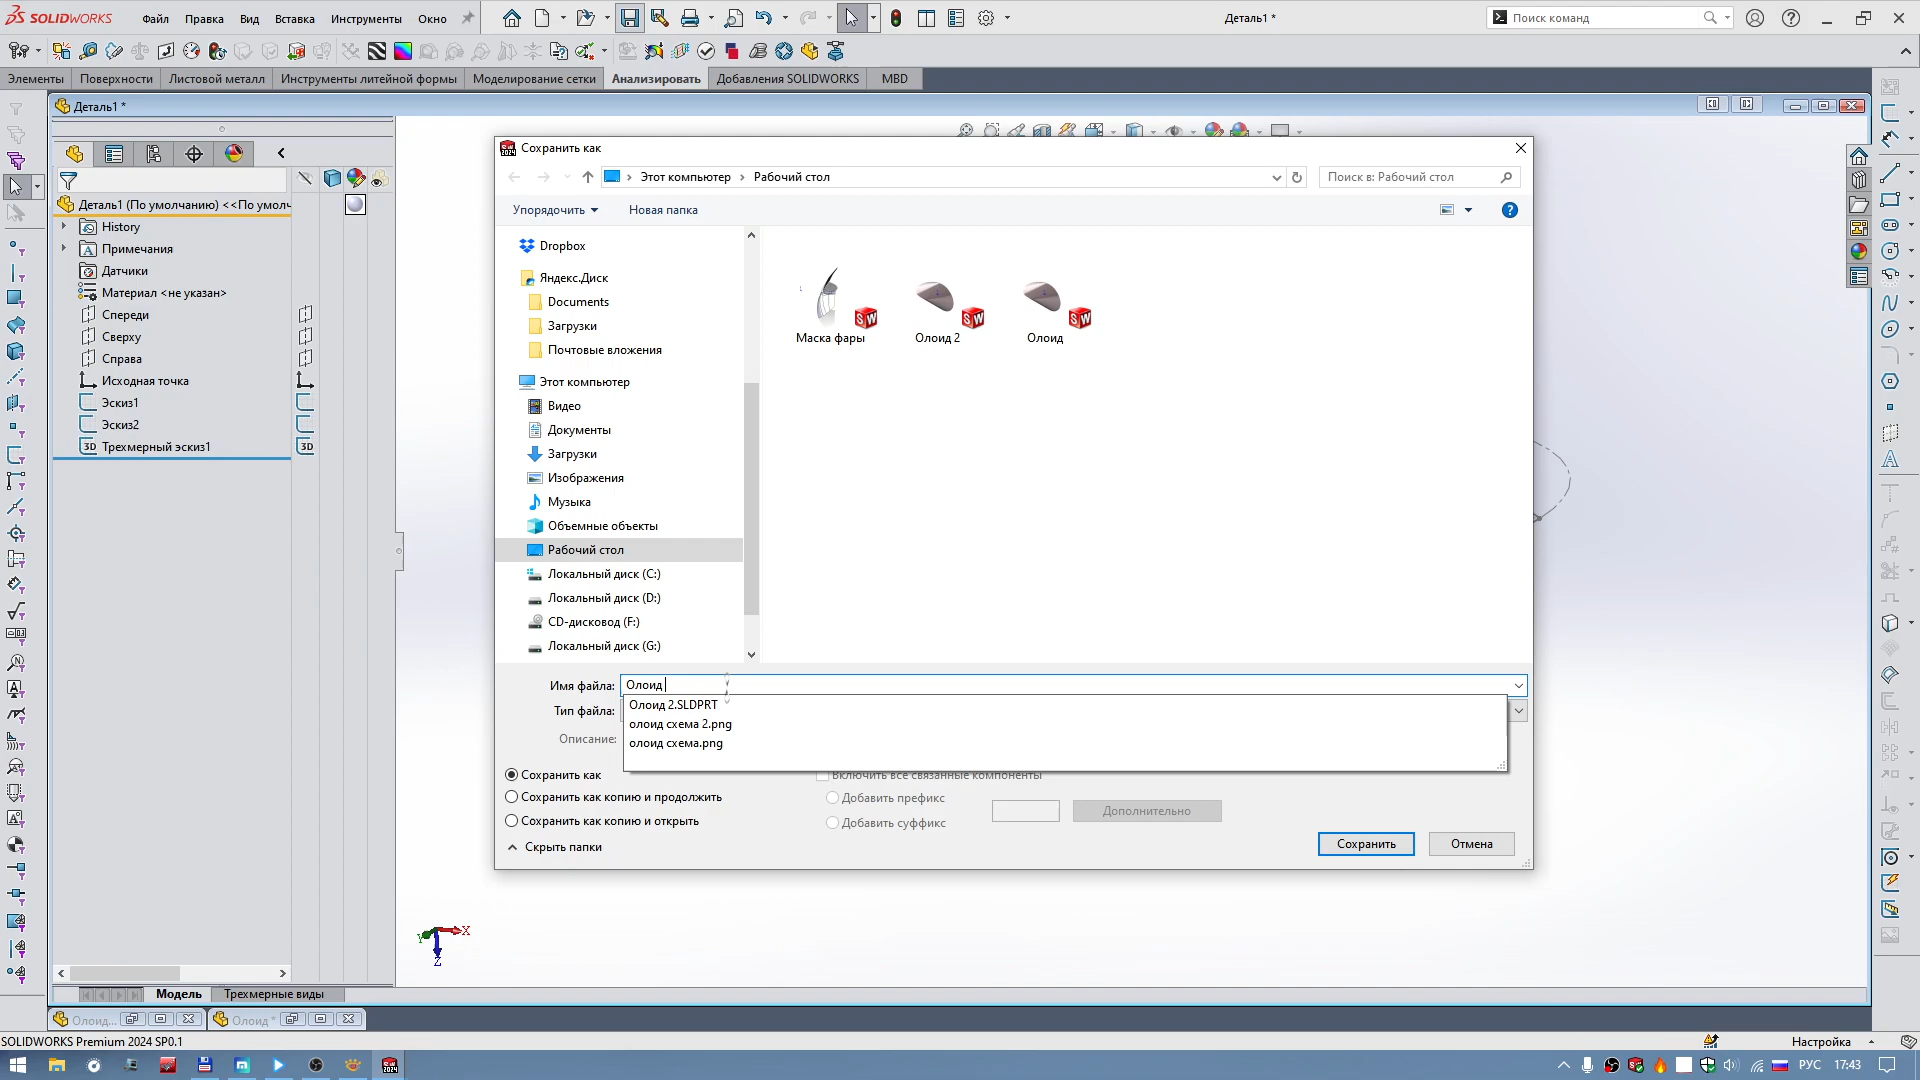 SOLIDWORKS
Файл Правка Вид Вставка Инструменты Окно
Деталь1 *
Поиск команд
Элементы Поверхности Листовой металл Инструменты литейной формы Моделирование сетки Анализировать Добавления SOLIDWORKS MBD
Деталь1 *
Деталь1 (По умолчанию) <<По умолч
History
Примечания
Датчики
Материал <не указан>
Спереди
Сверху
Справа
Исходная точка
Эскиз1
Эскиз2
3D Трехмерный эскиз1 3D
Сохранить как
Этот компьютер Рабочий стол
Поиск в: Рабочий стол
Упорядочить Новая папка
Dropbox
Яндекс.Диск
Documents
Загрузки
Почтовые вложения
Этот компьютер
Видео
Документы
Загрузки
Изображения
Музыка
Объемные объекты
Рабочий стол
Локальный диск (C:)
Локальный диск (D:)
CD-дисковод (F:)
Локальный диск (G:)
Маска фары
Олоид 2
Олоид
Имя файла: Олоид
Тип файла:
Описание:
Олоид 2.SLDPRT
олоид схема 2.png
олоид схема.png
Сохранить как
Сохранить как копию и продолжить
Сохранить как копию и открыть
Включить все связанные компоненты
Добавить префикс
Добавить суффикс
Дополнительно
Скрыть папки
Сохранить Отмена
X
Y
Z
Модель Трехмерные виды
Олоид... Олоид *
SOLIDWORKS Premium 2024 SP0.1
Настройка
РУС 17:43